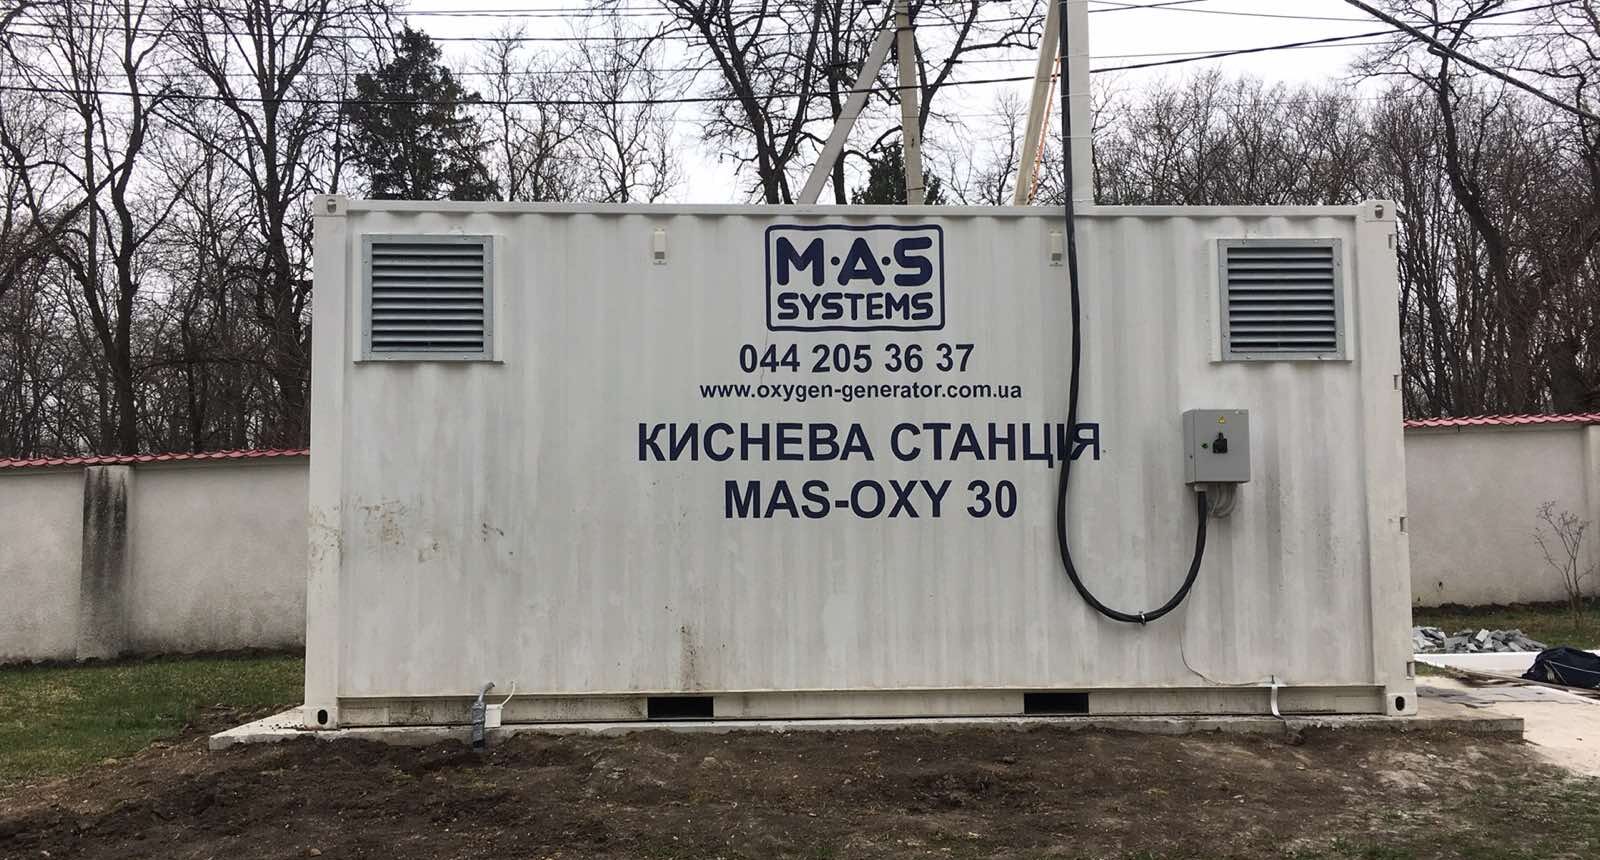 M·A·S
SYSTEMS
044 205 36 37
www.oxygen-generator.com.ua
КИСНЕВА СТАНЦІЯ
MAS-OXY 30